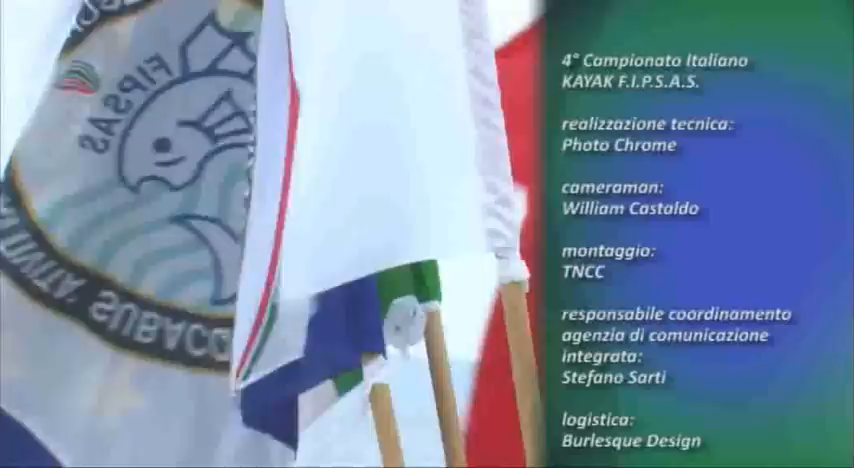 FIPSAS
4° Campionato Italiano
KAYAK F.I.P.S.A.S.
realizzazione tecnica:
Photo Chrome
cameraman:
William Castaldo
montaggio:
TNCC
responsabile coordinamento
agenzia di comunicazione
integrata:
Stefano Sarti
logistica:
Burlesque Design